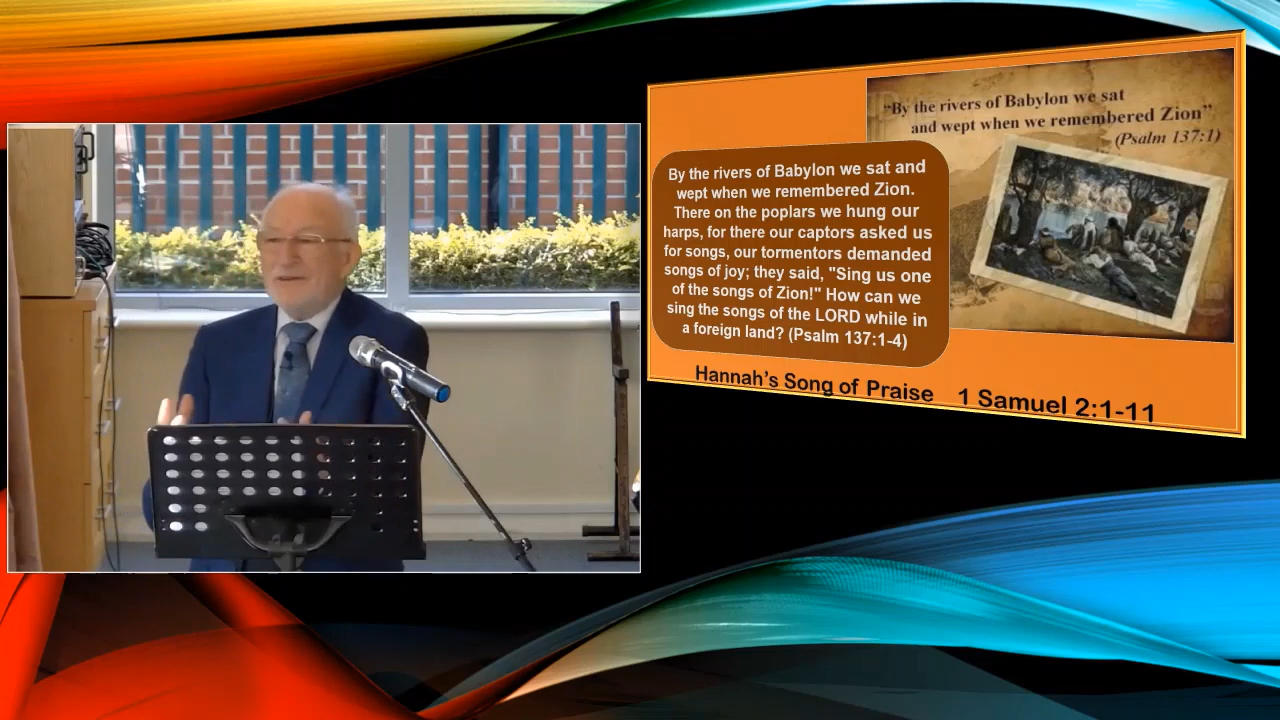 “By the rivers of Babylon we sat
and wept when we remembered Zion”
(Psalm 137:1)
By the rivers of Babylon we sat and
wept when we remembered Zion.
There on the poplars we hung our
harps, for there our captors asked us
for songs, our tormentors demanded
songs of joy; they said, "Sing us one
of the songs of Zion!" How can we
sing the songs of the LORD while in
a foreign land? (Psalm 137:1-4)
Hannah’s Song of Praise 1 Samuel 2:1-11